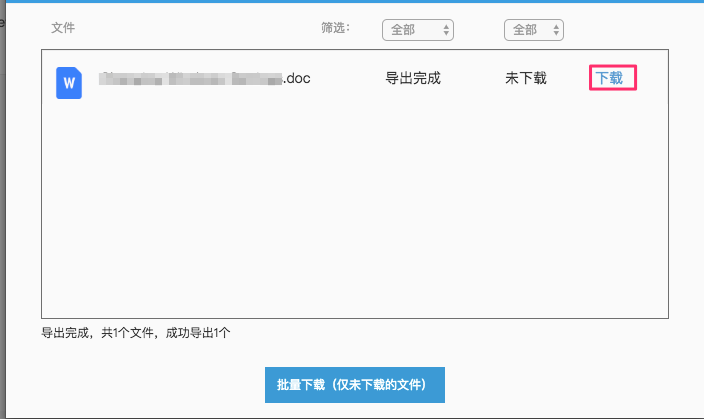 文件 筛选： 全部 全部
W .doc 导出完成 未下载 下载
导出完成，共1个文件，成功导出1个
批量下载（仅未下载的文件）